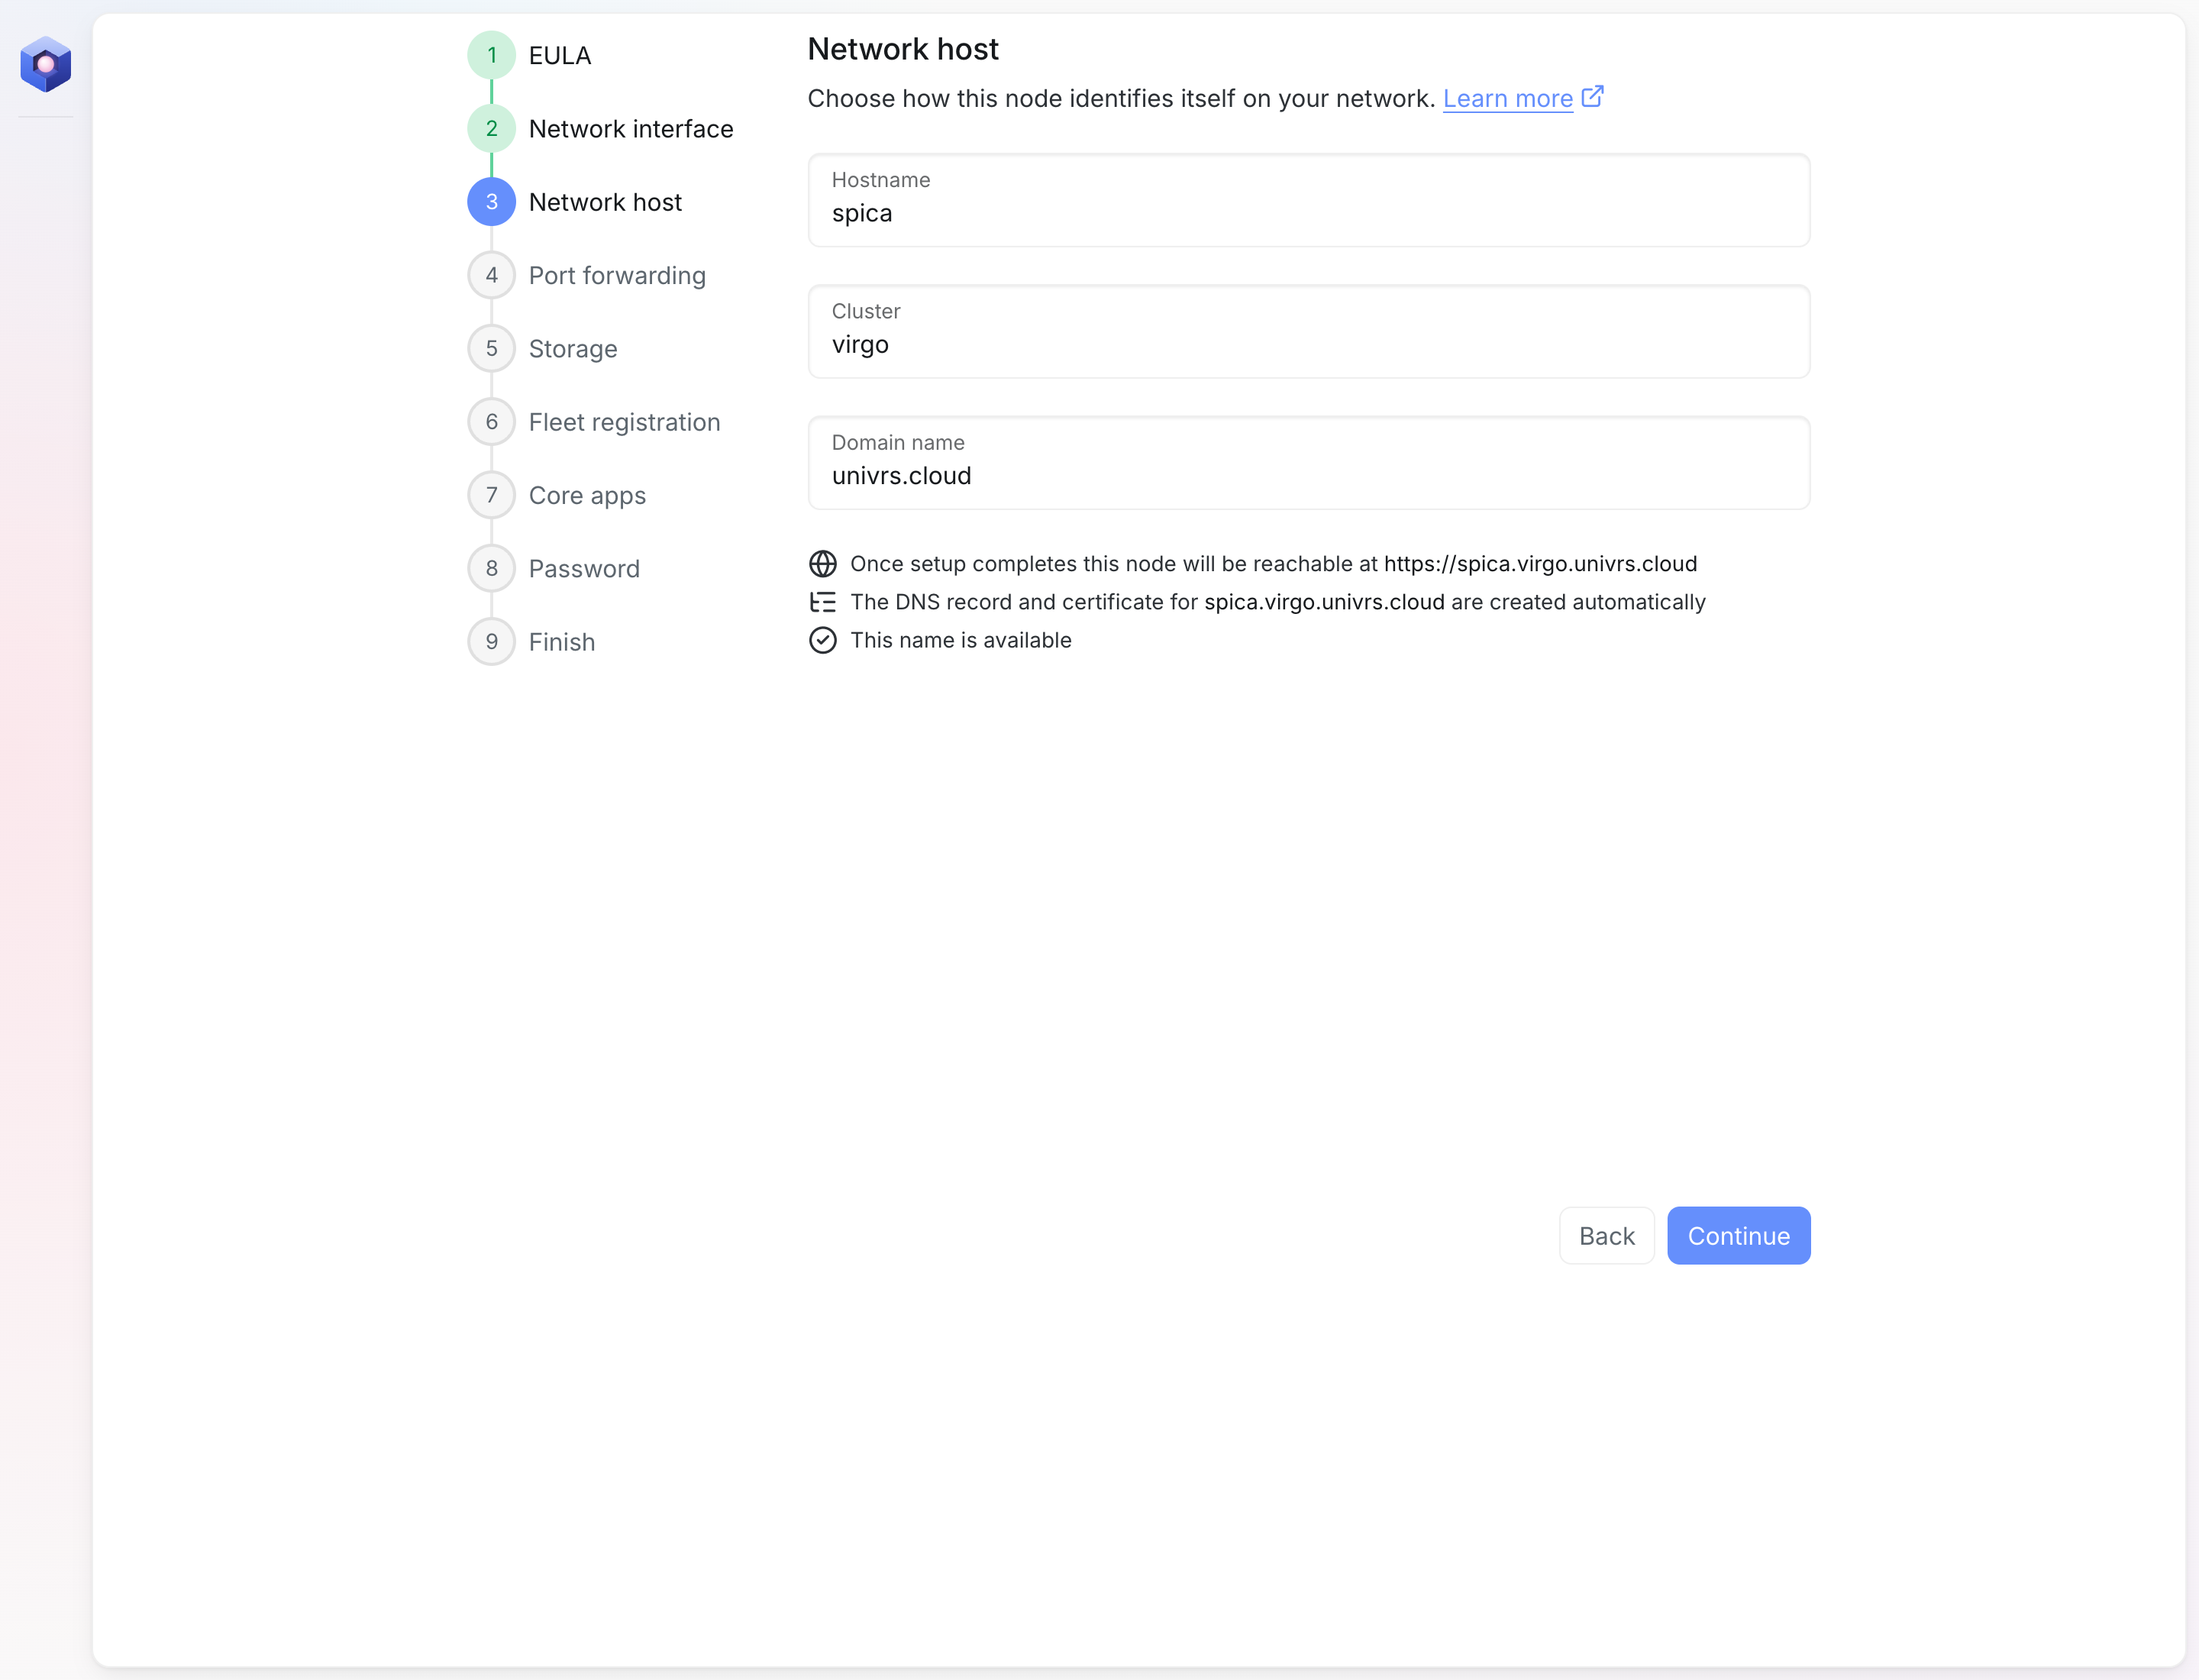 1 EULA
2 Network interface
3 Network host
4 Port forwarding
5 Storage
6 Fleet registration
7 Core apps
8 Password
9 Finish
Network host
Choose how this node identifies itself on your network. Learn more
Hostname
spica
Cluster
virgo
Domain name
univrs.cloud
Once setup completes this node will be reachable at https://spica.virgo.univrs.cloud
The DNS record and certificate for spica.virgo.univrs.cloud are created automatically
This name is available
Back Continue